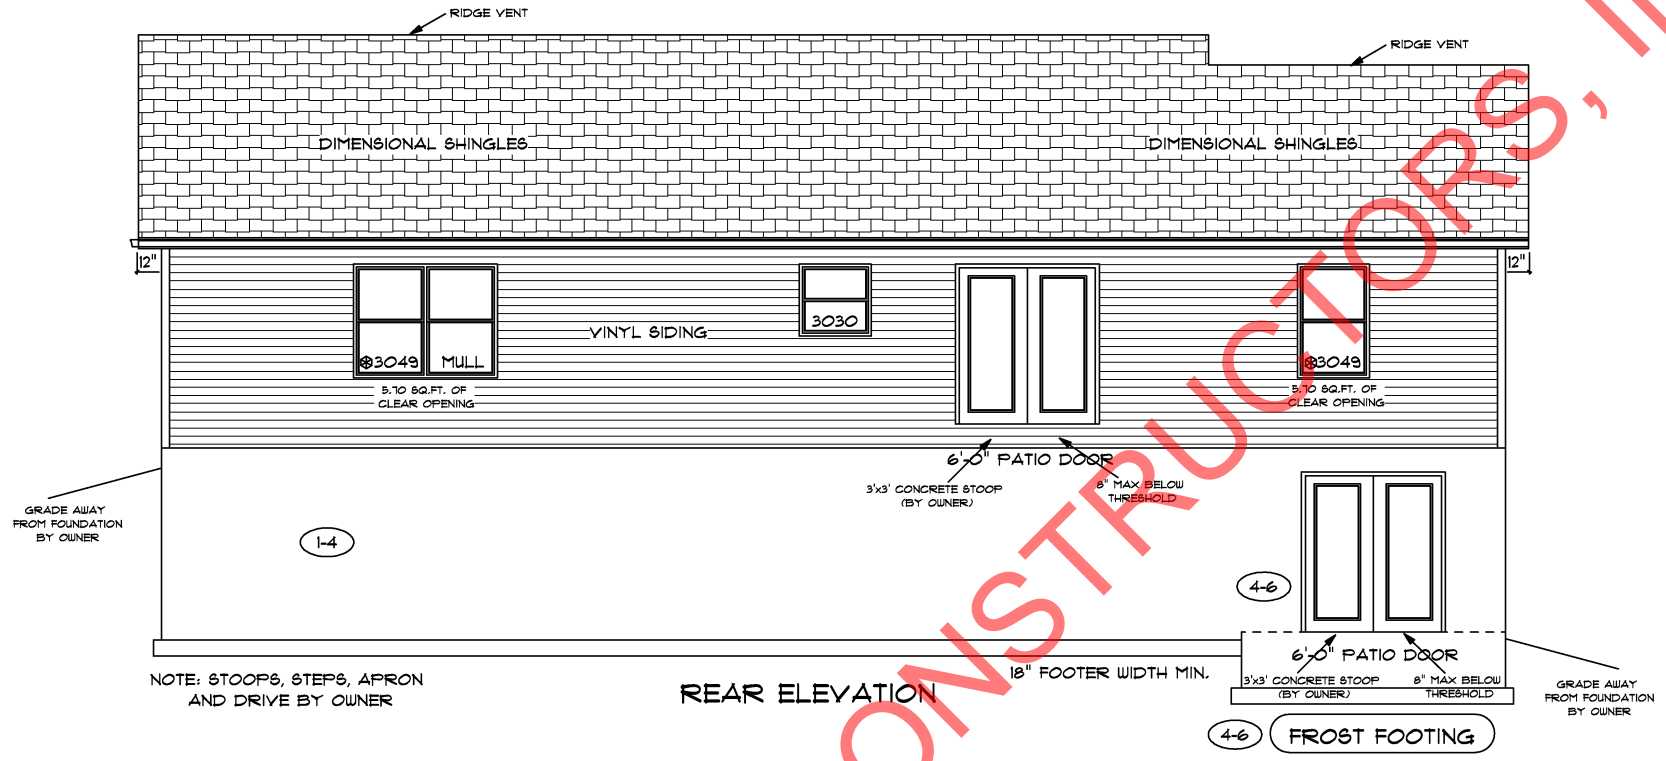 RIDGE VENT
RIDGE VENT
DIMENSIONAL SHINGLES
DIMENSIONAL SHINGLES
12"
12"
3030
VINYL SIDING
3049
MULL
3049
5.70 SQ.FT. OF
CLEAR OPENING
5.70 SQ.FT. OF
CLEAR OPENING
6'-0" PATIO DOOR
3'x3' CONCRETE STOOP
(BY OWNER)
8" MAX BELOW
THRESHOLD
GRADE AWAY
FROM FOUNDATION
BY OWNER
1-4
4-6
6'-0" PATIO DOOR
3'x3' CONCRETE STOOP
(BY OWNER)
8" MAX BELOW
THRESHOLD
18" FOOTER WIDTH MIN.
NOTE: STOOPS, STEPS, APRON
AND DRIVE BY OWNER
REAR ELEVATION
GRADE AWAY
FROM FOUNDATION
BY OWNER
4-6
FROST FOOTING
ONSTRUCTORS, I